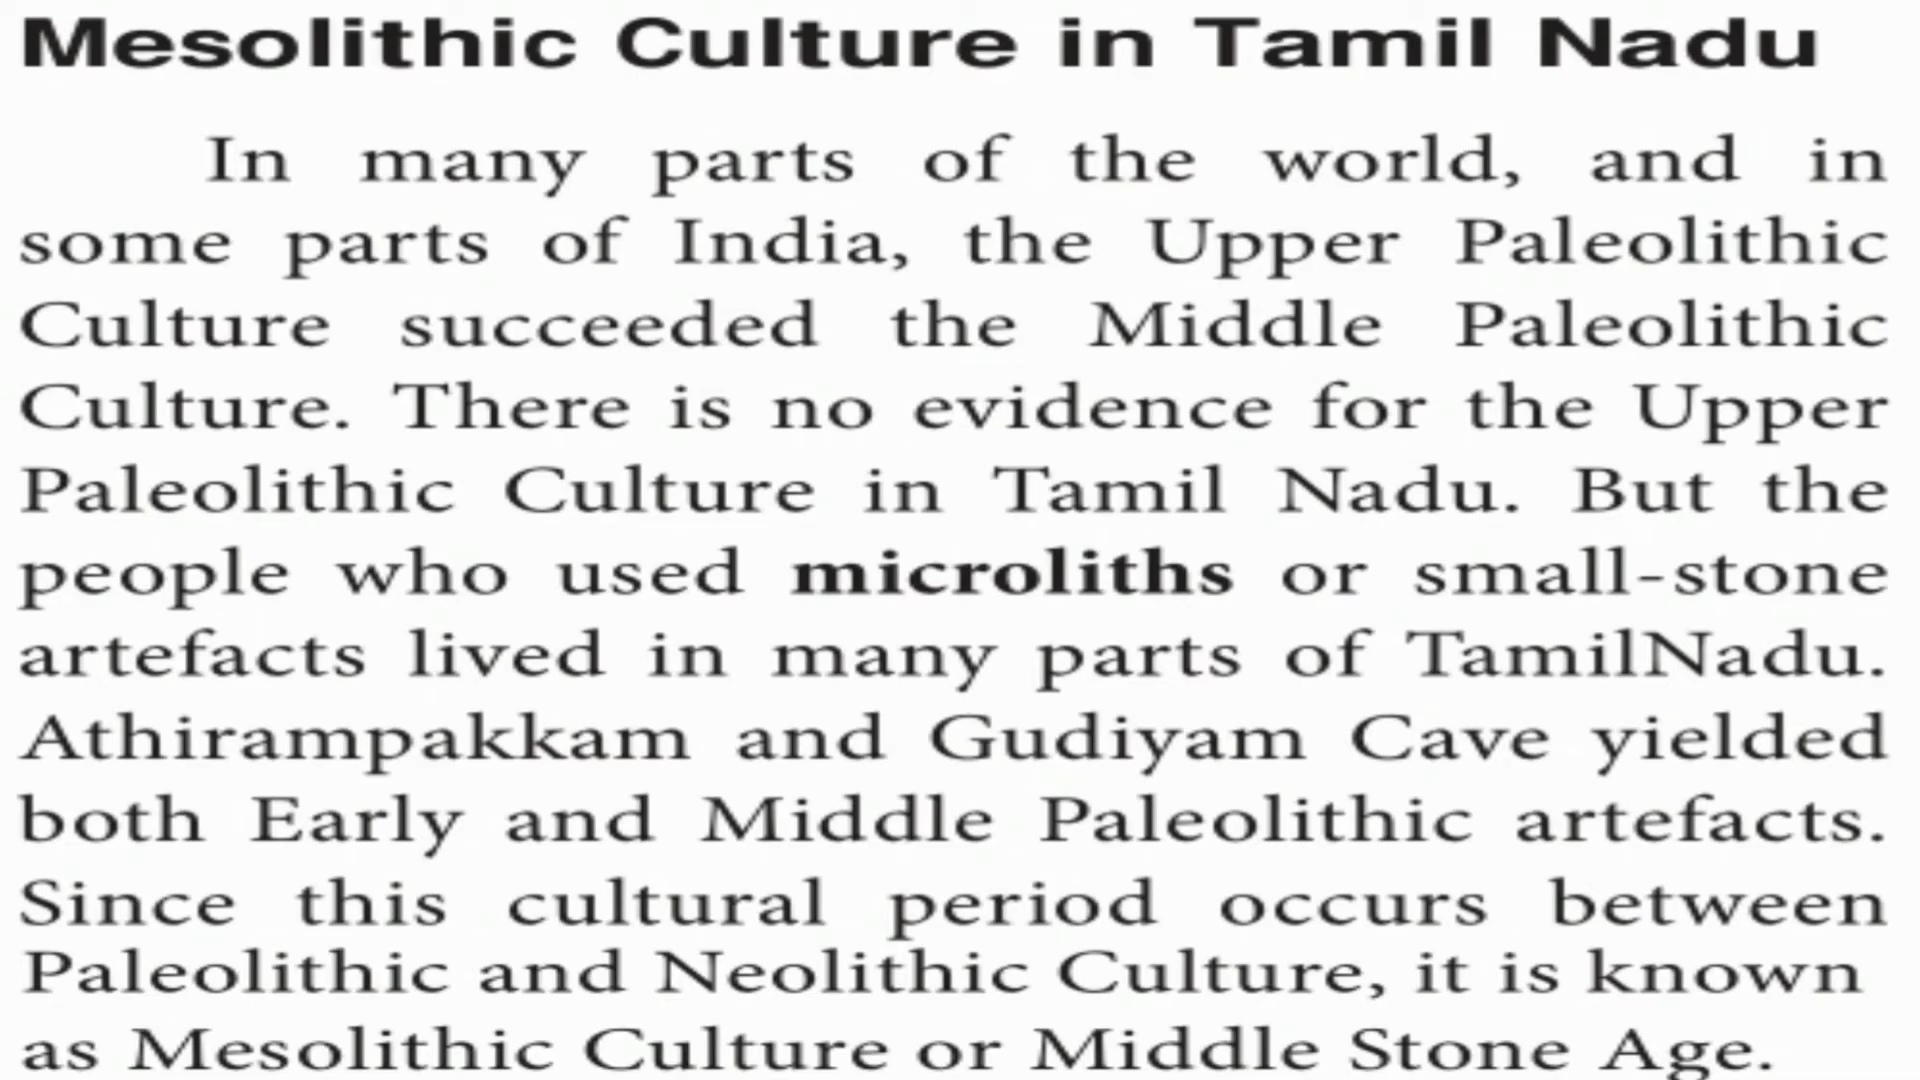 Mesolithic Culture in Tamil Nadu
In many parts of the world, and in
some parts of India, the Upper Paleolithic
Culture succeeded the Middle Paleolithic
Culture. There is no evidence for the Upper
Paleolithic Culture in Tamil Nadu. But the
people who used microliths or small-stone
artefacts lived in many parts of TamilNadu.
Athirampakkam and Gudiyam Cave yielded
both Early and Middle Paleolithic artefacts.
Since this cultural period occurs between
Paleolithic and Neolithic Culture, it is known
as Mesolithic Culture or Middle Stone Age.